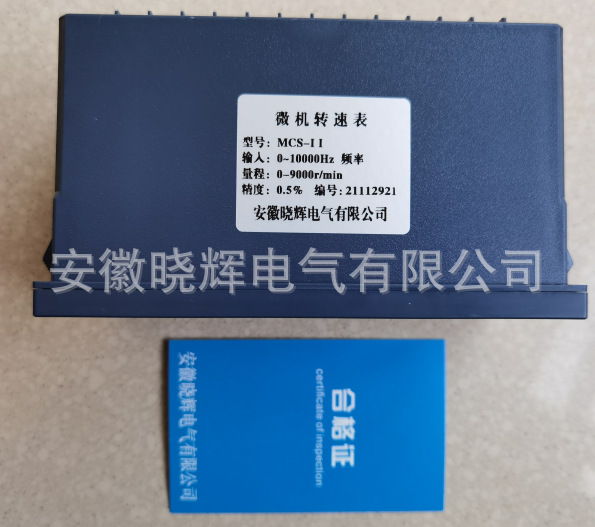 微机转速表
型号：MCS-II
输入：0~10000Hz 频率
量程：0-9000r/min
精度：0.5% 编号：21112921
安徽晓辉电气有限公司
安徽晓辉电气有限公司
合格证
certificate of inspection
安徽晓辉电气有限公司